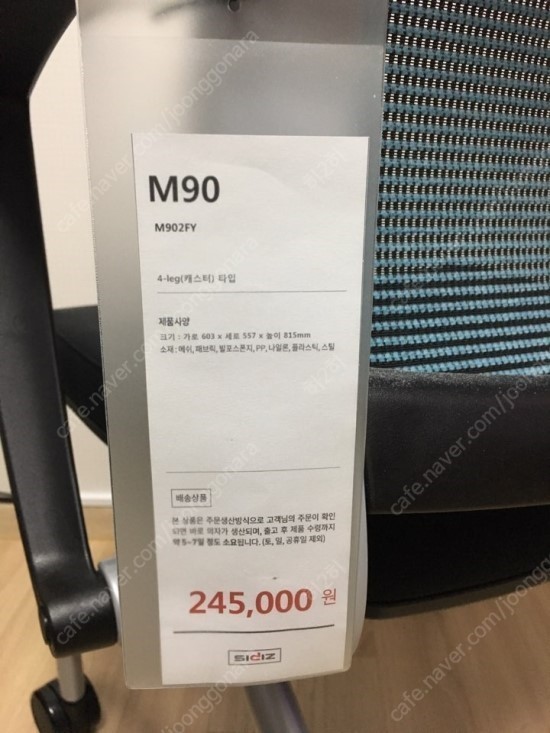 M90
M902FY
4-leg(캐스터) 타입
제품사양
크기 : 가로 603 x 세로 557 x 높이 815mm
소재 : 메쉬, 패브릭, 발포스폰지, PP, 나일론, 플라스틱, 스틸
배송상품
본 상품은 주문생산방식으로 고객님의 주문이 확인
되면 바로 의자가 생산되며, 출고 후 제품 수령까지
약 5~7일 정도 소요됩니다. (토, 일, 공휴일 제외)
245,000 원
SIDIZ
cafe.naver.com/joonggonara
cafe.naver.com/joonggonara
cafe.naver.com/joonggonara
cafe.naver.com/joonggonara